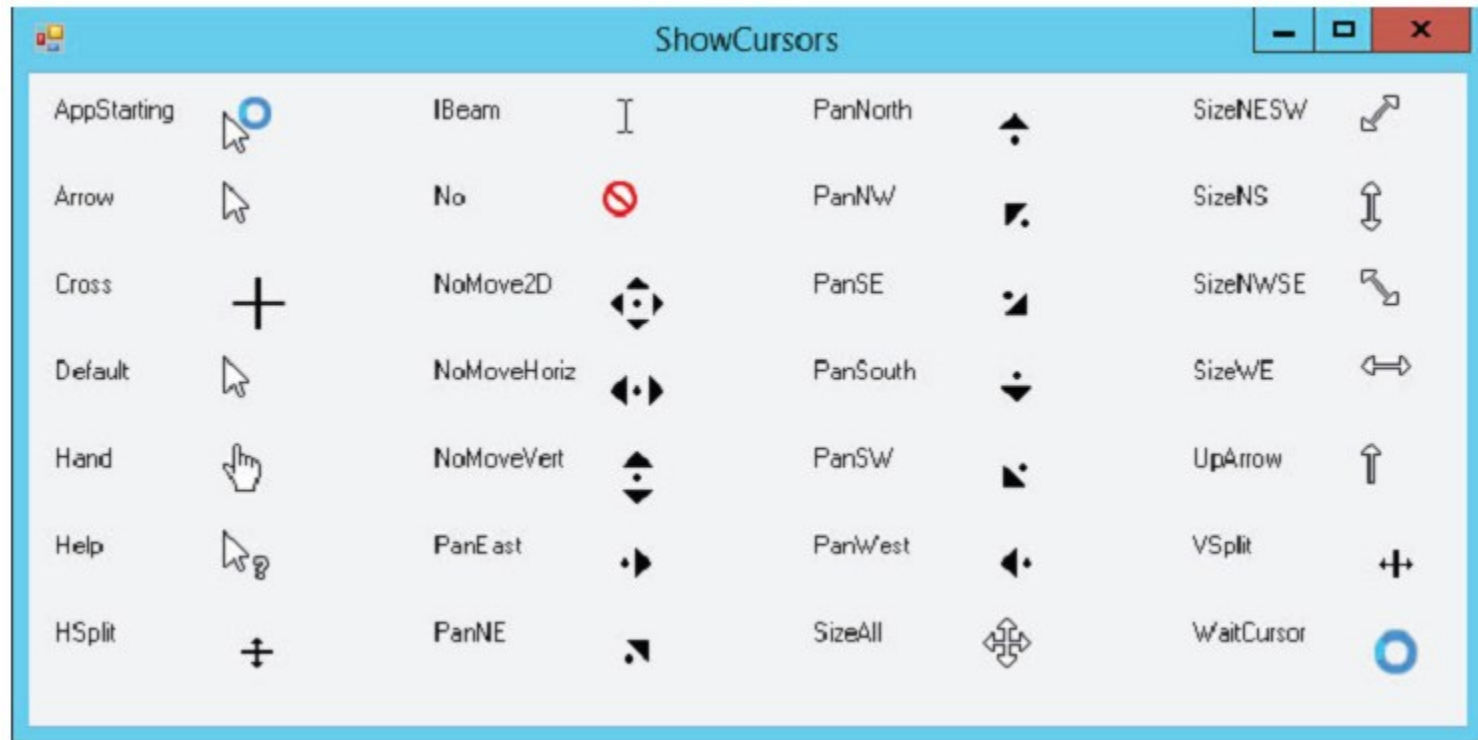 ShowCursors
AppStarting
IBeam
PanNorth
SizeNESW
Arrow
No
PanNW
SizeNS
Cross
NoMove2D
PanSE
SizeNWSE
Default
NoMoveHoriz
PanSouth
SizeWE
Hand
NoMoveVert
PanSW
UpArrow
Help
PanEast
PanWest
VSplit
HSplit
PanNE
SizeAll
WaitCursor